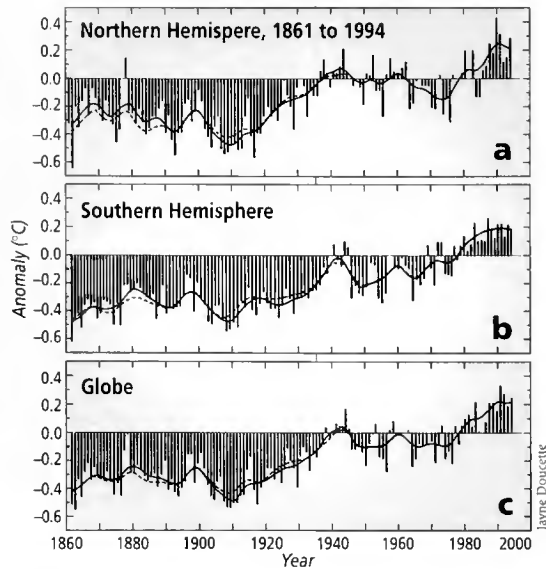 Northern Hemispere, 1861 to 1994
0.4
0.2
0.0
−0.2
−0.4
−0.6
a
Southern Hemisphere
0.4
0.2
0.0
−0.2
−0.4
−0.6
b
Anomaly (°C)
Globe
0.4
0.2
0.0
−0.2
−0.4
−0.6
c
1860 1880 1900 1920 1940 1960 1980 2000
Year
Jayne Doucette